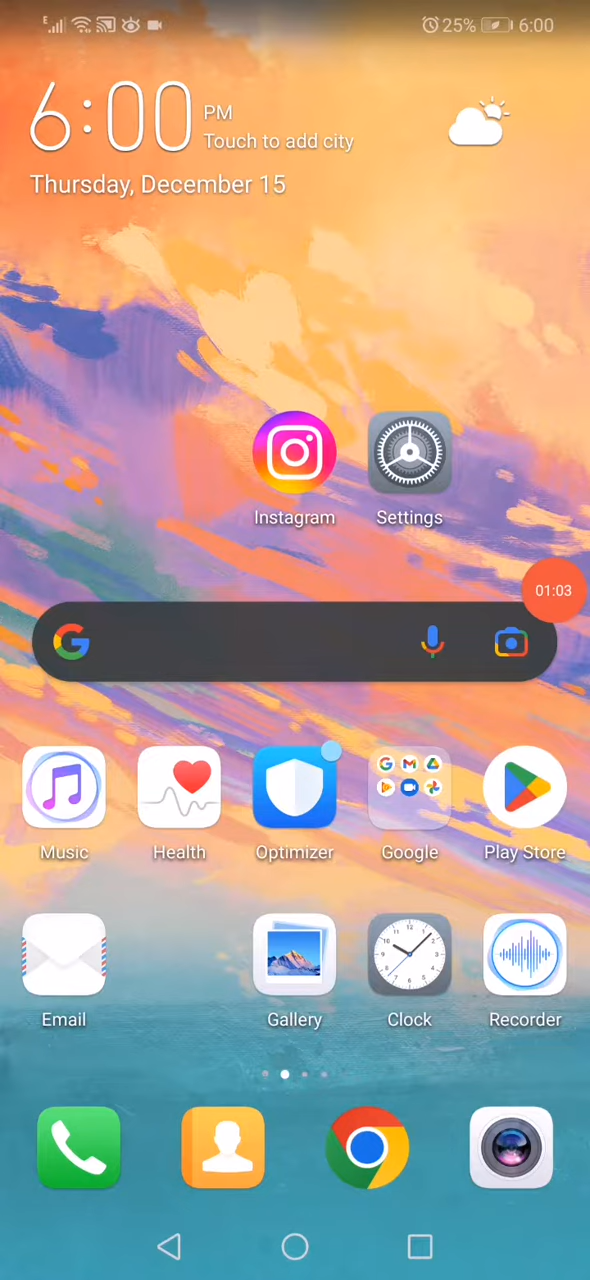 E 25% 6:00
6:00 PM
Touch to add city
Thursday, December 15
Instagram Settings
01:03
Music Health Optimizer Google Play Store
Email Gallery Clock Recorder